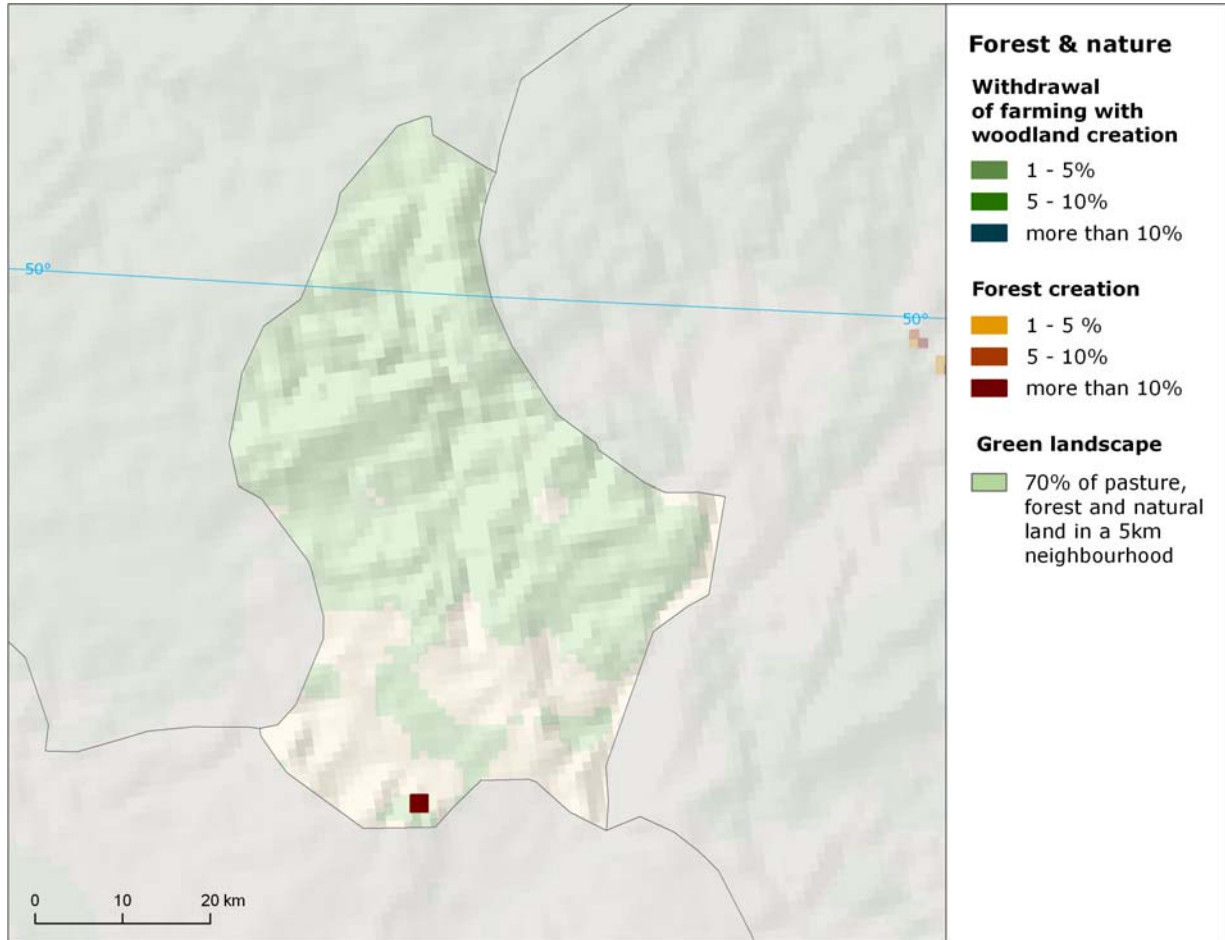 Forest & nature
Withdrawal
of farming with
woodland creation
1 - 5%
5 - 10%
more than 10%
Forest creation
1 - 5 %
5 - 10%
more than 10%
Green landscape
70% of pasture,
forest and natural
land in a 5km
neighbourhood
50°
50°
0 10 20 km